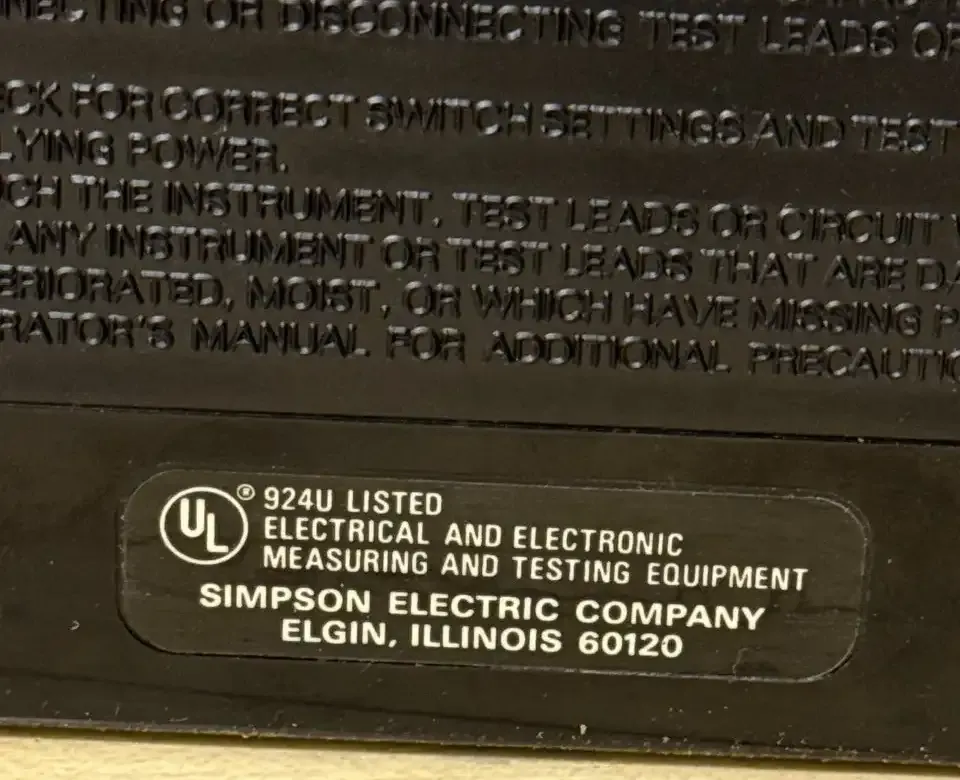 NECTING OR DISCONNECTING TEST LEADS OR
CK FOR CORRECT SWITCH SETTINGS AND TEST
LYING POWER.
CH THE INSTRUMENT, TEST LEADS OR CIRCUIT
ANY INSTRUMENT OR TEST LEADS THAT ARE DA
ERIORATED, MOIST, OR WHICH HAVE MISSING P
RATOR'S MANUAL FOR ADDITIONAL PRECAUTIO
UL® 924U LISTED
ELECTRICAL AND ELECTRONIC
MEASURING AND TESTING EQUIPMENT
SIMPSON ELECTRIC COMPANY
ELGIN, ILLINOIS 60120